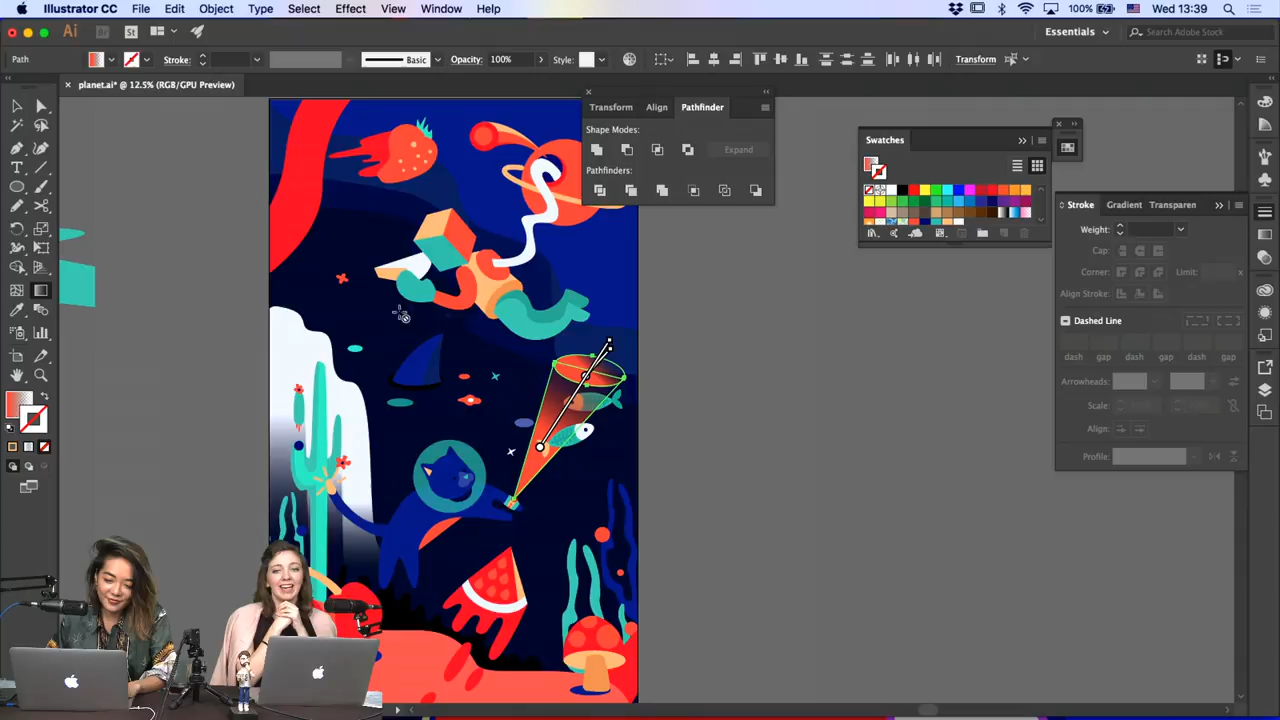 Illustrator CC File Edit Object Type Select Effect View Window Help 100% Wed 13:39
Ai Br St Essentials Search Adobe Stock
Path Stroke: Basic Opacity: 100% Style: Transform
× planet.ai* @ 12.5% (RGB/GPU Preview)
Transform Align Pathfinder
Shape Modes:
Expand
Pathfinders:
Swatches
Stroke Gradient Transparen
Weight:
Cap:
Corner: Limit: x
Align Stroke:
Dashed Line
dash gap dash gap dash gap
Arrowheads:
Scale:
Align:
Profile: